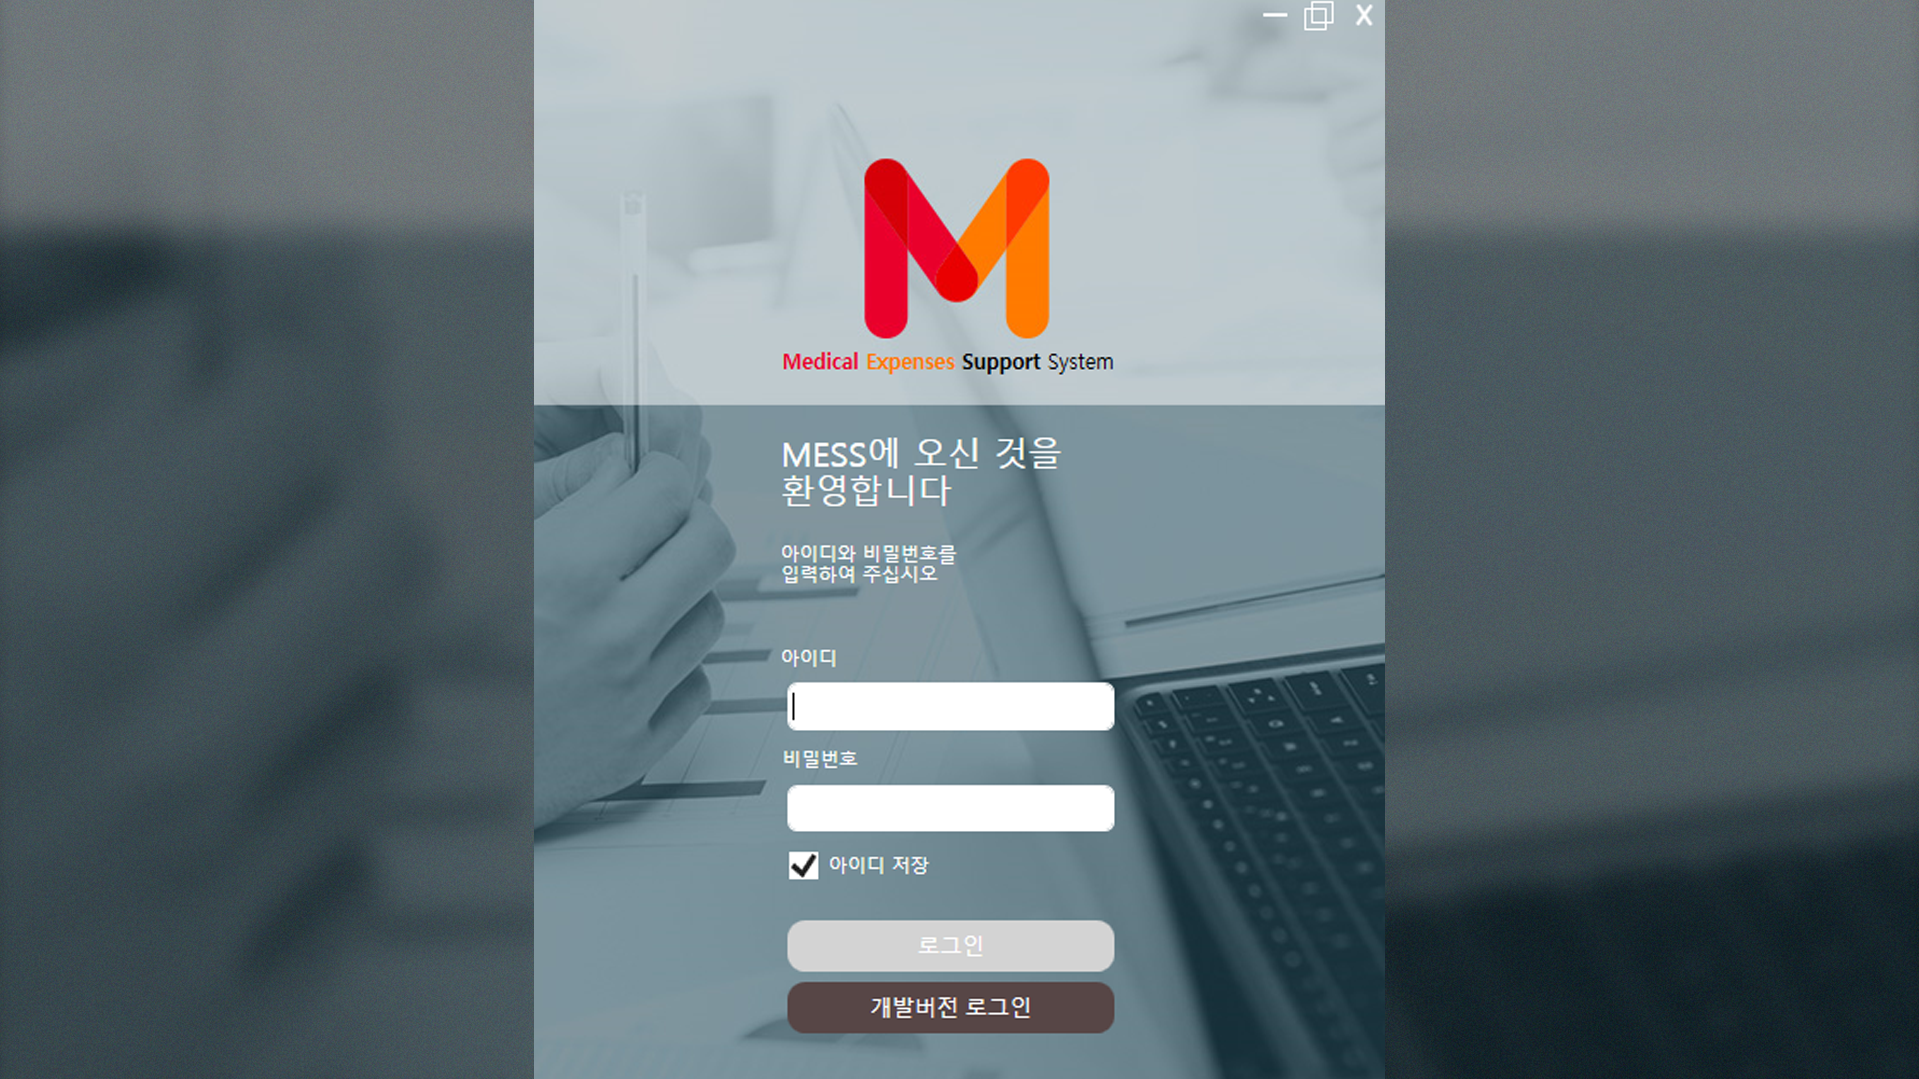 Medical Expenses Support System
MESS에 오신 것을
환영합니다
아이디와 비밀번호를
입력하여 주십시오
아이디
비밀번호
아이디 저장
로그인
개발버전 로그인